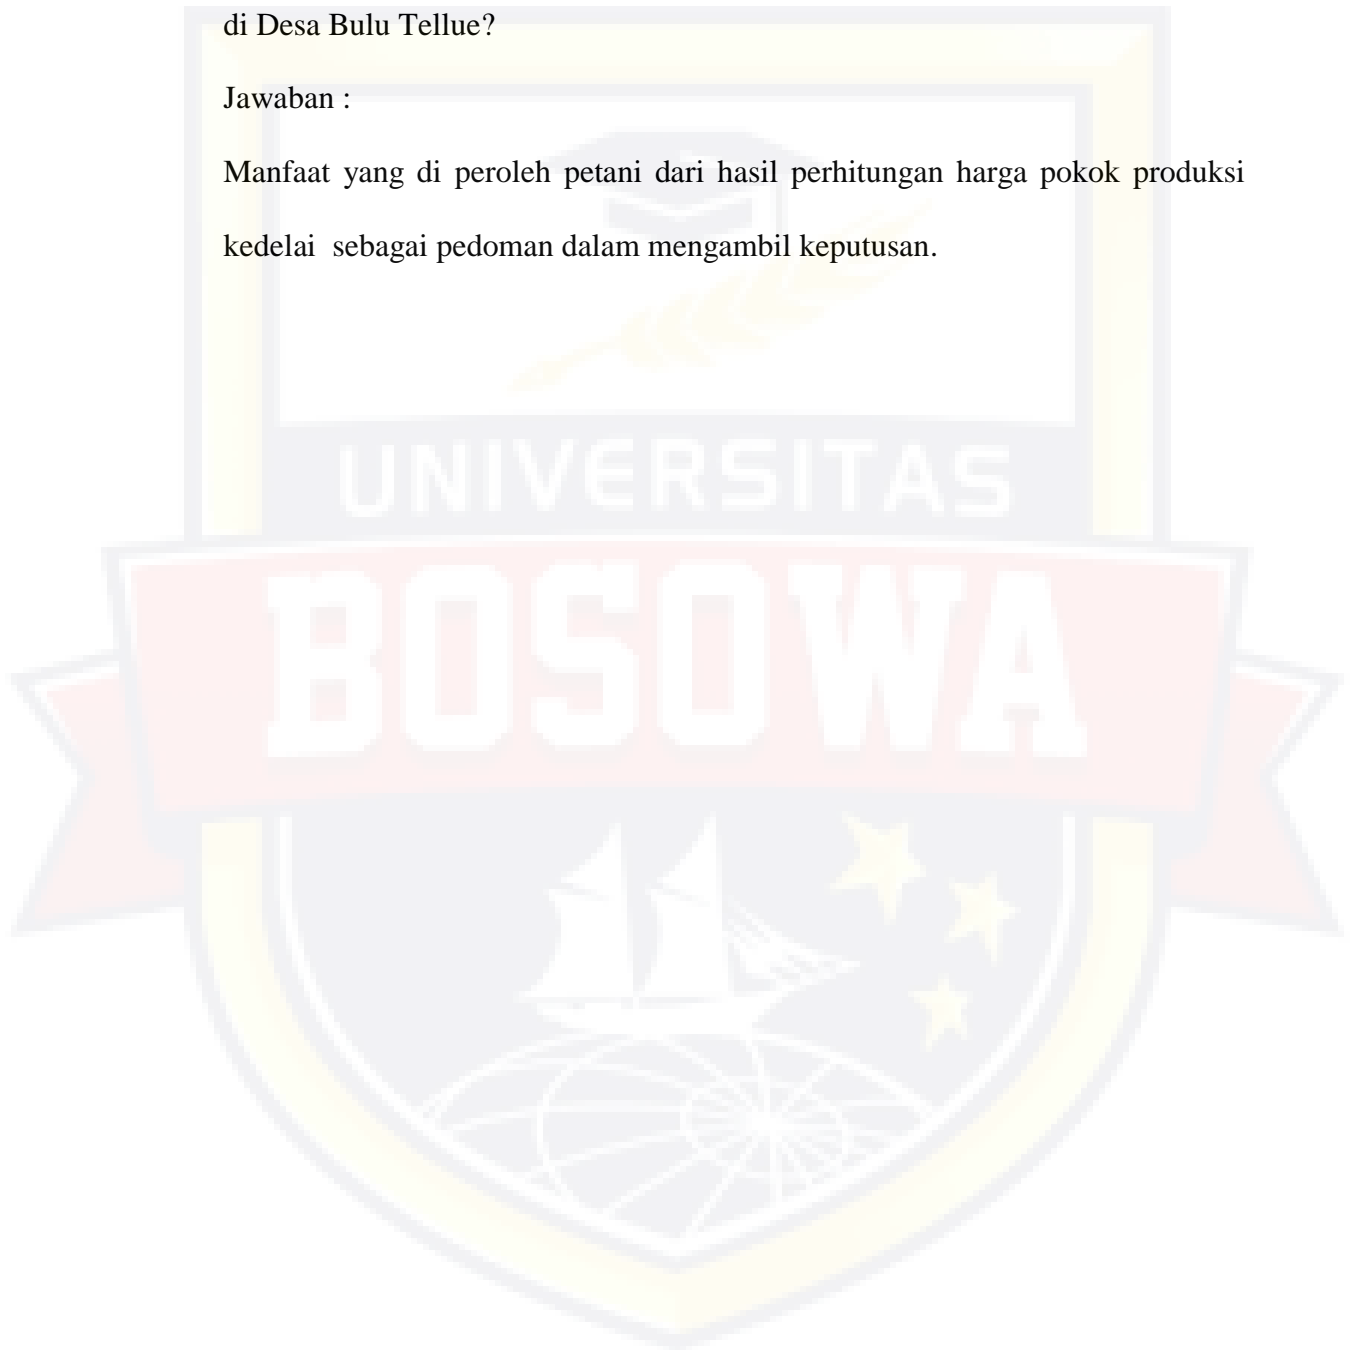 di Desa Bulu Tellue?
Jawaban :
Manfaat yang di peroleh petani dari hasil perhitungan harga pokok produksi
kedelai  sebagai pedoman dalam mengambil keputusan.
UNIVERSITAS
BOSOWA